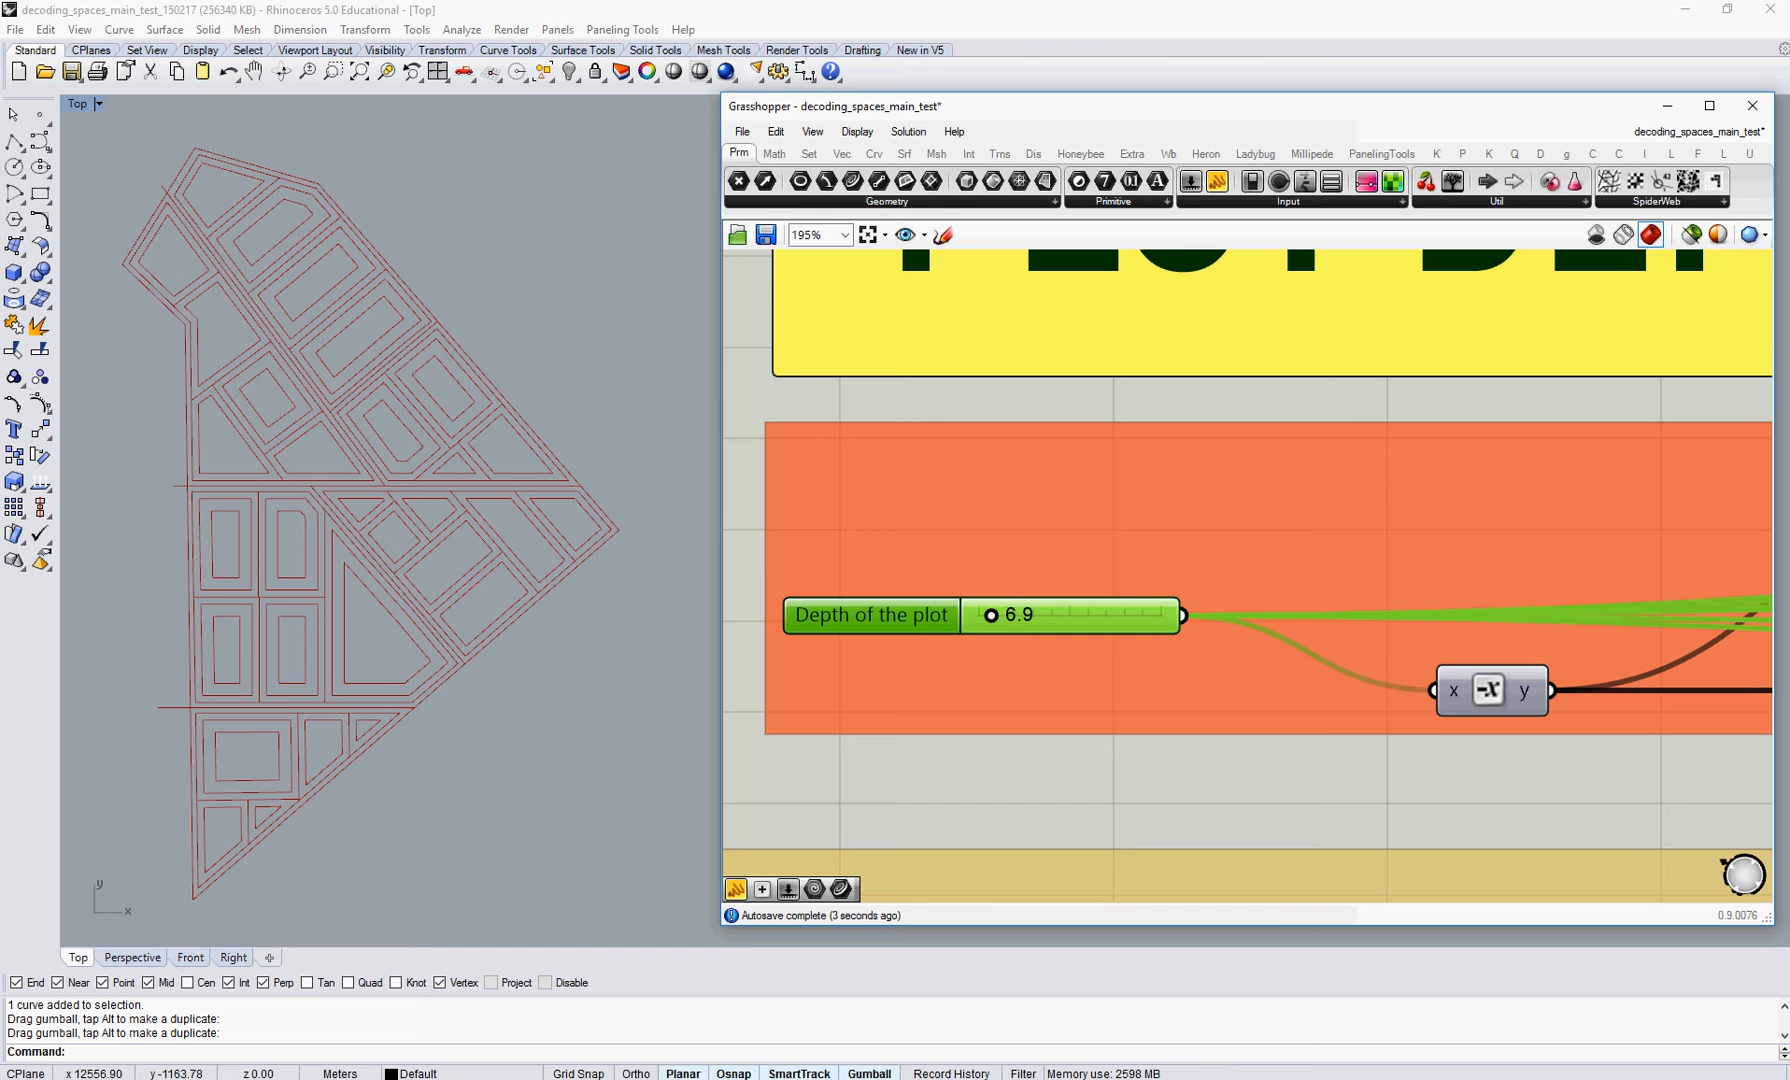 decoding_spaces_main_test_150217 (256340 KB) - Rhinoceros 5.0 Educational - [Top]
File Edit View Curve Surface Solid Mesh Dimension Transform Tools Analyze Render Panels Paneling Tools Help
Standard CPlanes Set View Display Select Viewport Layout Visibility Transform Curve Tools Surface Tools Solid Tools Mesh Tools Render Tools Drafting New in V5
Top
Grasshopper - decoding_spaces_main_test*
File Edit View Display Solution Help decoding_spaces_main_test*
Prm Math Set Vec Crv Srf Msh Int Trns Dis Honeybee Extra Wb Heron Ladybug Millipede PanelingTools K P K Q D g C C I L F L U
Geometry Primitive Input Util SpiderWeb
195%
Depth of the plot 6.9
x -x y
Autosave complete (3 seconds ago) 0.9.0076
y
x
Top Perspective Front Right
End Near Point Mid Cen Int Perp Tan Quad Knot Vertex Project Disable
1 curve added to selection.
Drag gumball, tap Alt to make a duplicate:
Drag gumball, tap Alt to make a duplicate:
Command:
CPlane x 12556.90 y -1163.78 z 0.00 Meters Default Grid Snap Ortho Planar Osnap SmartTrack Gumball Record History Filter Memory use: 2598 MB